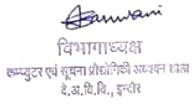 विभागाध्यक्ष
कम्प्युटर एवं सूचना प्रौद्योगिकी अध्ययन शाला
दे.अ.वि.वि., इन्दौर